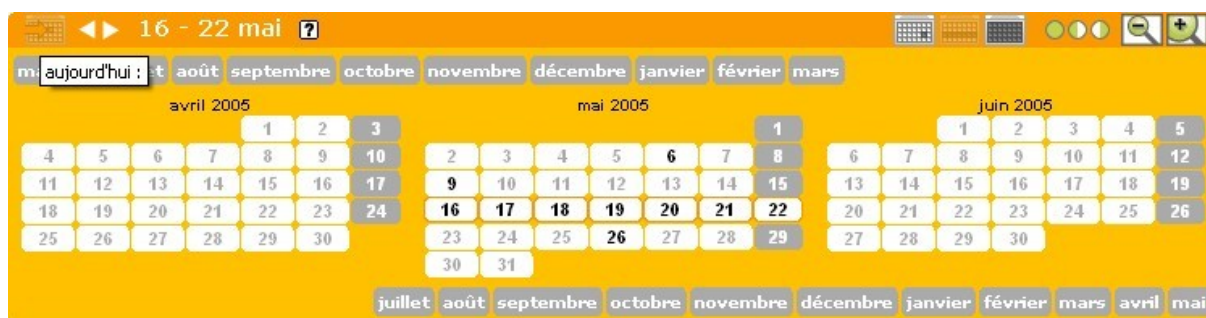 16 - 22 mai ?
aujourd'hui :
août septembre octobre novembre décembre janvier février mars
avril 2005 mai 2005 juin 2005
1 2 3 1 1 2 3 4 5
4 5 6 7 8 9 10 2 3 4 5 6 7 8 6 7 8 9 10 11 12
11 12 13 14 15 16 17 9 10 11 12 13 14 15 13 14 15 16 17 18 19
18 19 20 21 22 23 24 16 17 18 19 20 21 22 20 21 22 23 24 25 26
25 26 27 28 29 30 23 24 25 26 27 28 29 27 28 29 30
30 31
juillet août septembre octobre novembre décembre janvier février mars avril mai